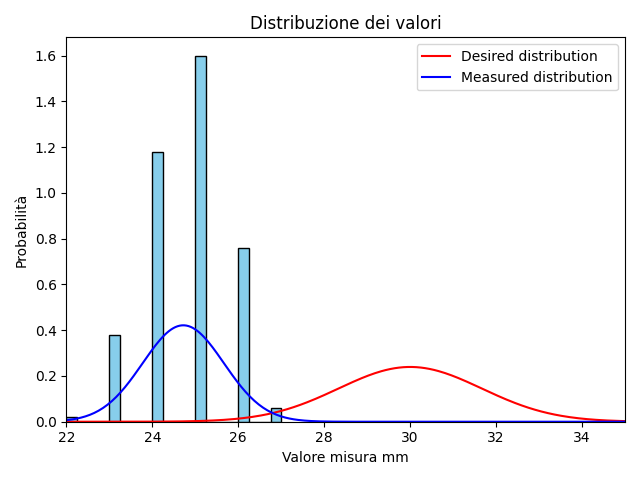 Distribuzione dei valori
Desired distribution
Measured distribution
Probabilità
1.6
1.4
1.2
1.0
0.8
0.6
0.4
0.2
0.0
22 24 26 28 30 32 34
Valore misura mm